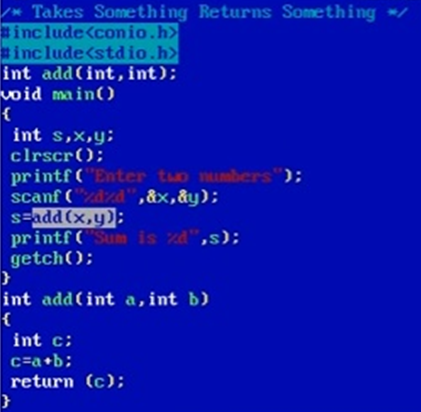 /* Takes Something Returns Something */
#include<conio.h>
#include<stdio.h>
int add(int,int);
void main()
{
int s,x,y;
clrscr();
printf("Enter two numbers");
scanf("%d%d",&x,&y);
s=add(x,y);
printf("Sum is %d",s);
getch();
}
int add(int a,int b)
{
int c;
c=a+b;
return (c);
}